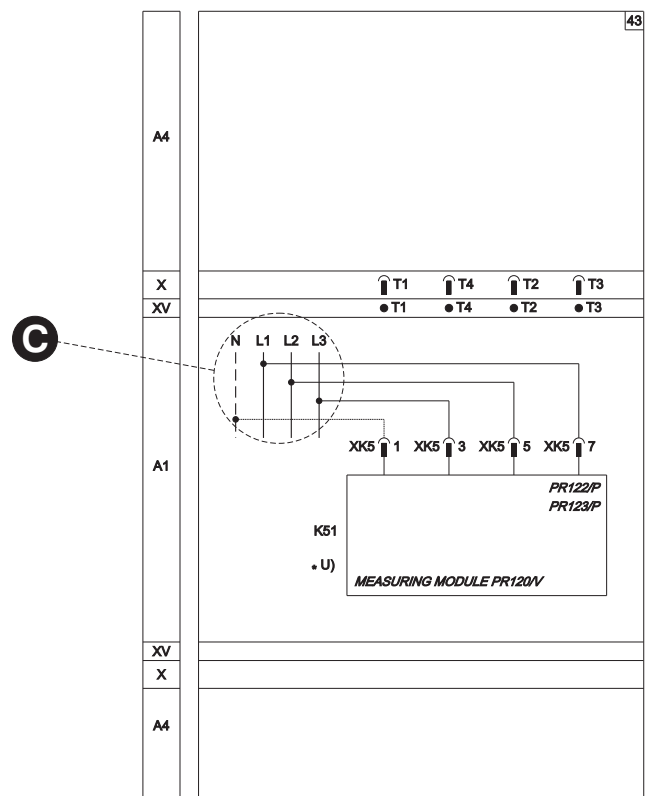 43
A4
X T1 T4 T2 T3
XV T1 T4 T2 T3
C
N L1 L2 L3
XK5 1 XK5 3 XK5 5 XK5 7
A1
PR122/P
PR123/P
K51
* U)
MEASURING MODULE PR120/V
XV
X
A4